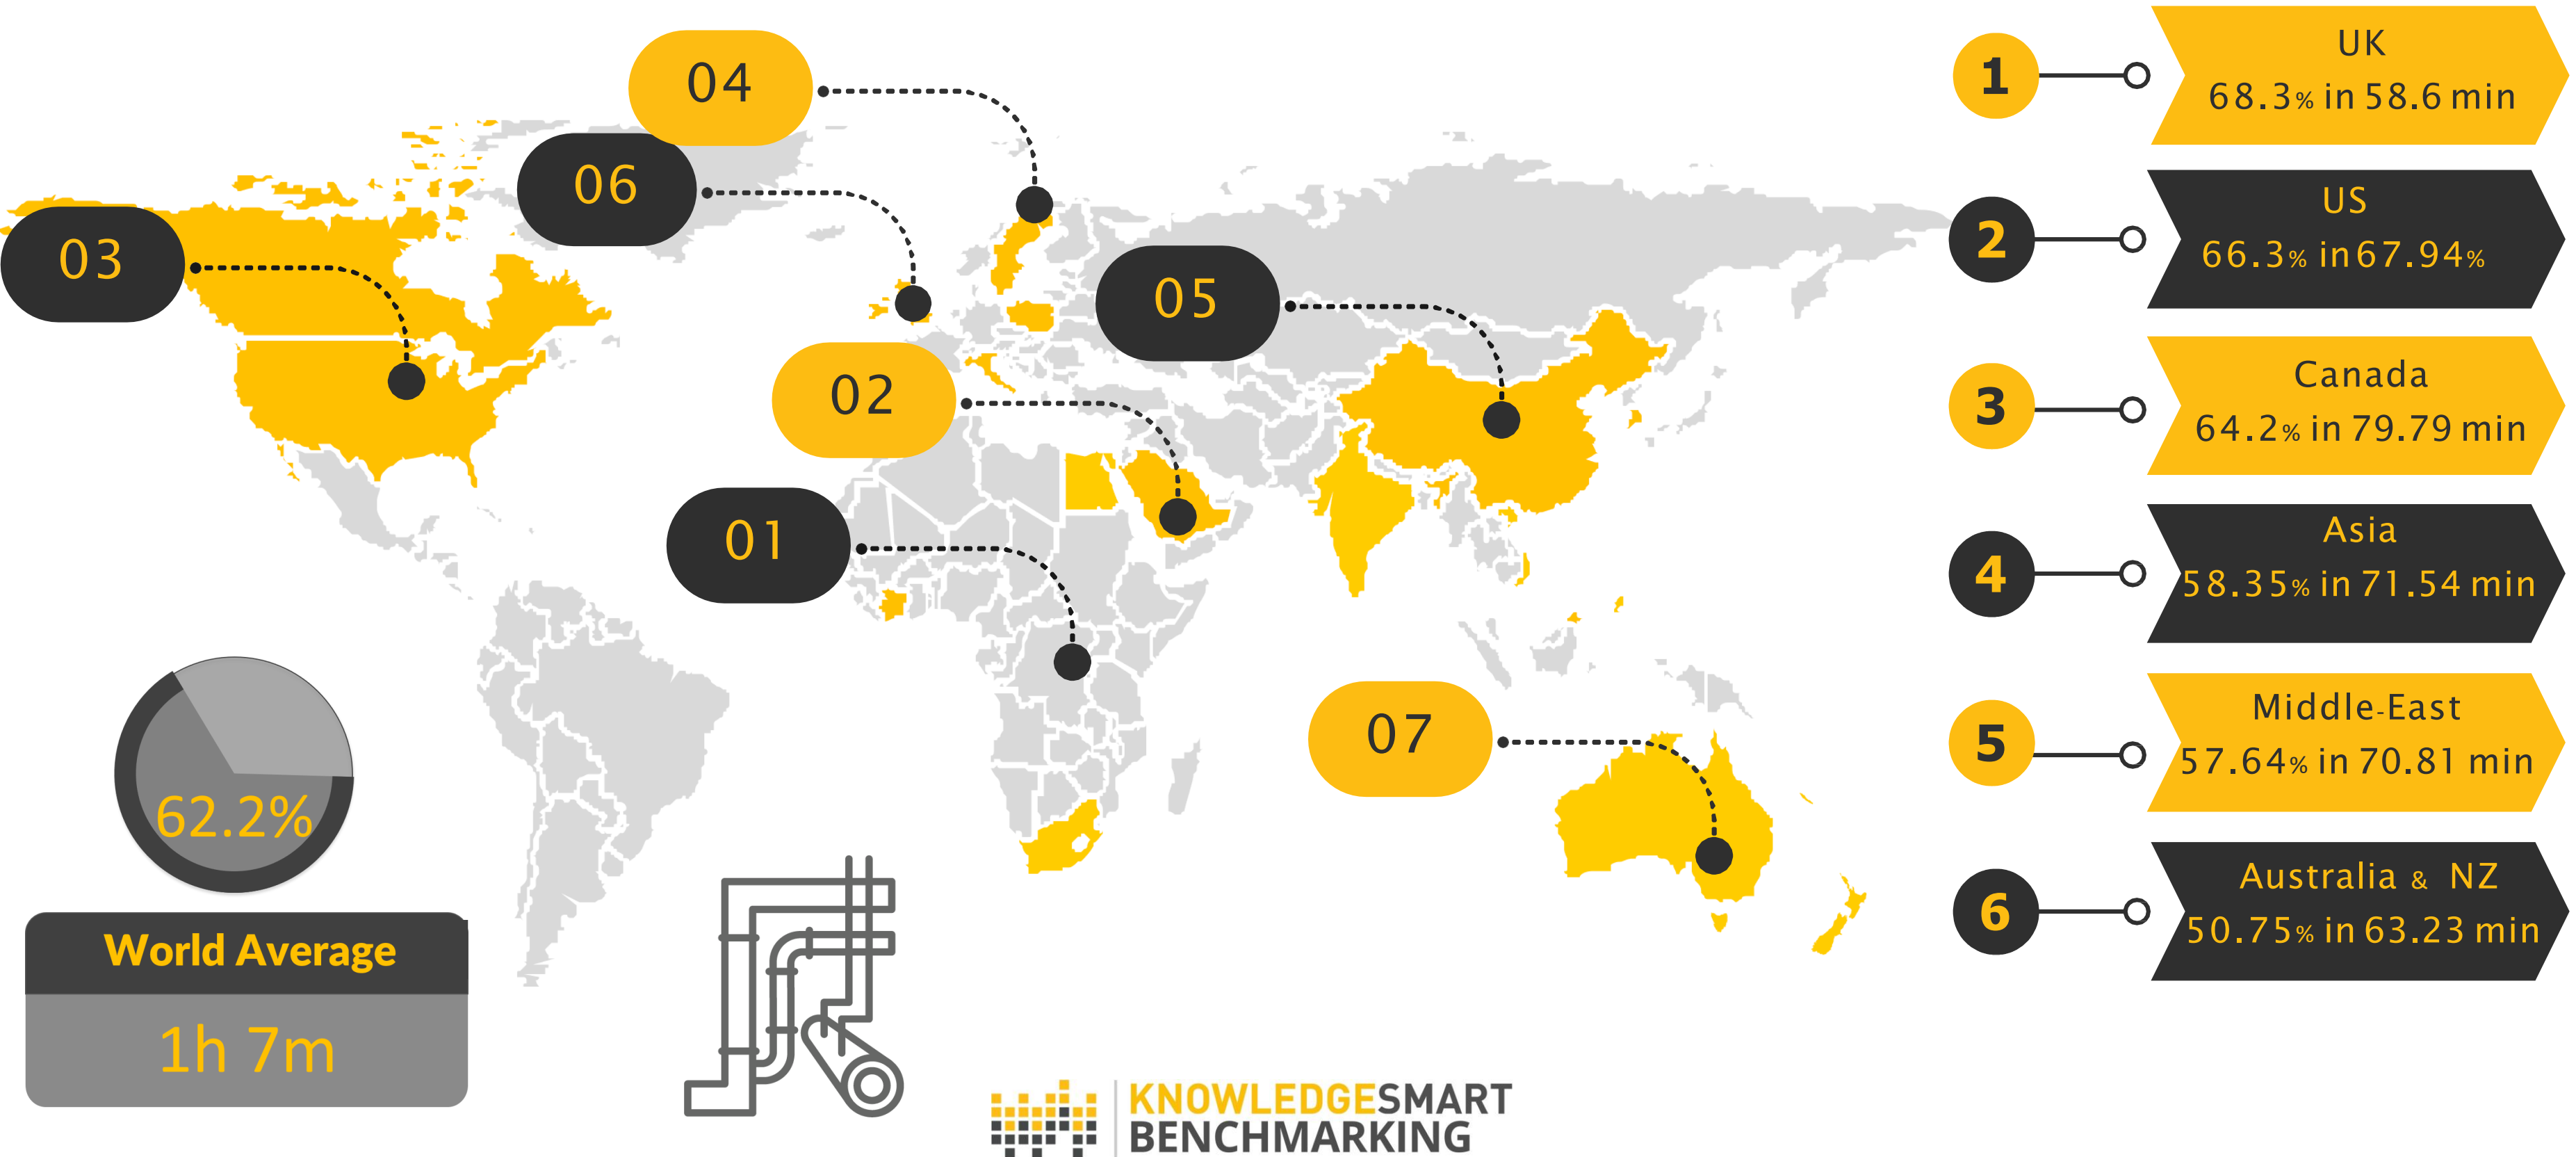 04
06
03
05
02
01
07
62.2%
World Average
1h 7m
1
UK
68.3% in 58.6 min
2
US
66.3% in 67.94%
3
Canada
64.2% in 79.79 min
4
Asia
58.35% in 71.54 min
5
Middle-East
57.64% in 70.81 min
6
Australia & NZ
50.75% in 63.23 min
KNOWLEDGESMART
BENCHMARKING